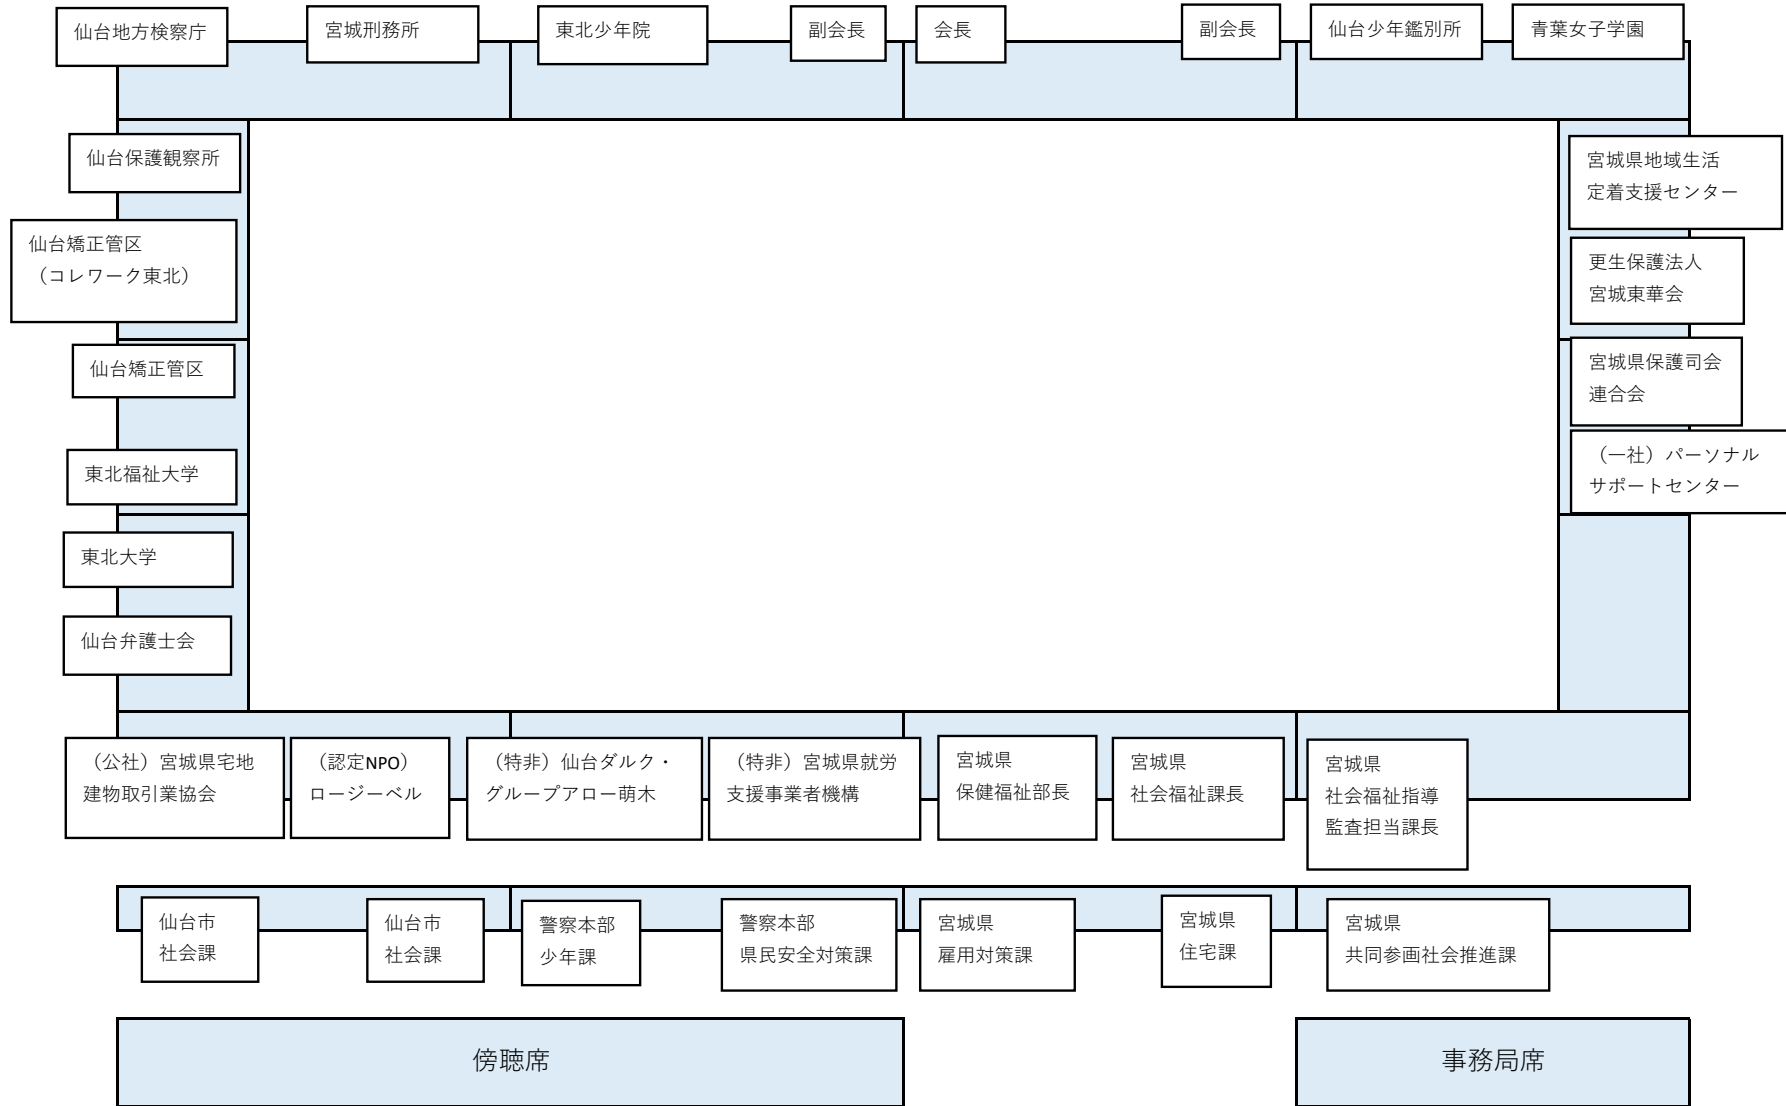 仙台地方検察庁
宮城刑務所
東北少年院
副会長
会長
副会長
仙台少年鑑別所
青葉女子学園
仙台保護観察所
仙台矯正管区
（コレワーク東北）
仙台矯正管区
東北福祉大学
東北大学
仙台弁護士会
宮城県地域生活
定着支援センター
更生保護法人
宮城東華会
宮城県保護司会
連合会
（一社）パーソナル
サポートセンター
（公社）宮城県宅地
建物取引業協会
（認定NPO）
ロージーベル
（特非）仙台ダルク・
グループアロー萌木
（特非）宮城県就労
支援事業者機構
宮城県
保健福祉部長
宮城県
社会福祉課長
宮城県
社会福祉指導
監査担当課長
仙台市
社会課
仙台市
社会課
警察本部
少年課
警察本部
県民安全対策課
宮城県
雇用対策課
宮城県
住宅課
宮城県
共同参画社会推進課
傍聴席
事務局席